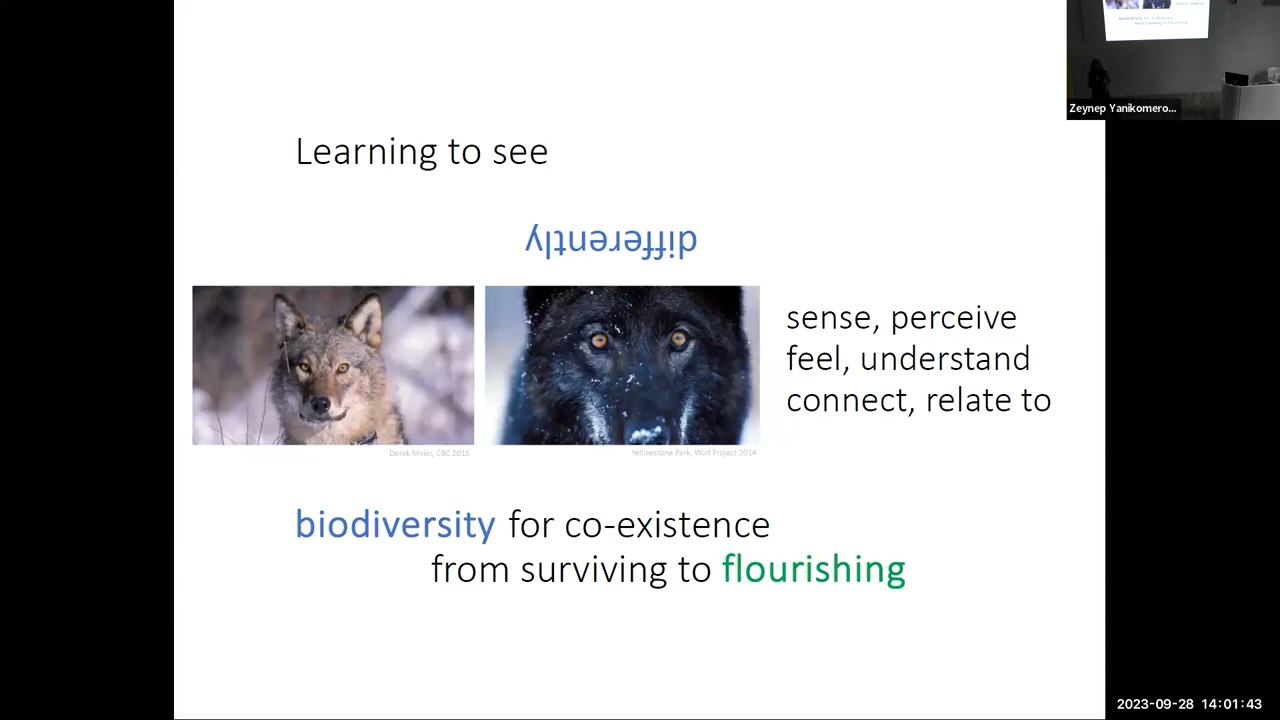 Zeynep Yanikomero...
Learning to see
differently
sense, perceive
feel, understand
connect, relate to
Derek Meier, CBC 2015
Yellowstone Park, Wolf Project 2014
biodiversity for co-existence
from surviving to flourishing
2023-09-28 14:01:43